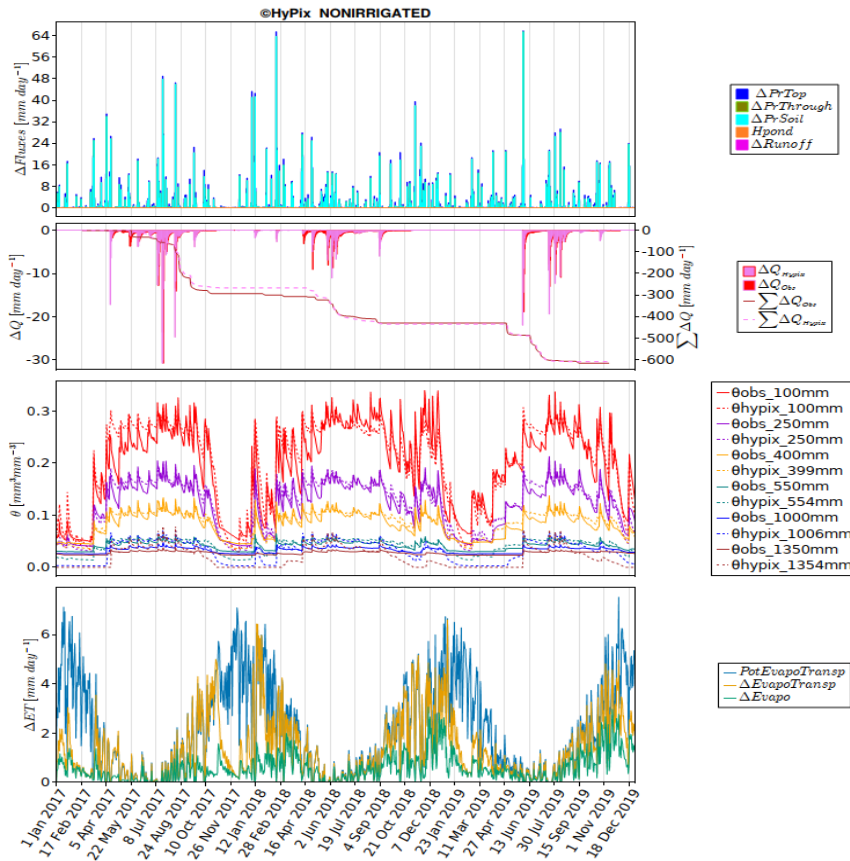 ©HyPix NONIRRIGATED
ΔFluxes [mm day⁻¹]
64
56
48
40
32
24
16
8
0
ΔPrTop
ΔPrThrough
ΔPrSoil
Hpond
ΔRunoff
ΔQ [mm day⁻¹]
0
-10
-20
-30
0
-100
-200
-300
-400
-500
-600
∑ ΔQ [mm day⁻¹]
ΔQ_Hypix
ΔQ_Obs
∑ ΔQ_Obs
∑ ΔQ_Hypix
θ [mm³mm⁻³]
0.3
0.2
0.1
0.0
θobs_100mm
θhypix_100mm
θobs_250mm
θhypix_250mm
θobs_400mm
θhypix_399mm
θobs_550mm
θhypix_554mm
θobs_1000mm
θhypix_1006mm
θobs_1350mm
θhypix_1354mm
ΔET [mm day⁻¹]
6
4
2
0
PotEvapoTransp
ΔEvapoTransp
ΔEvapo
1 Jan 2017
17 Feb 2017
5 Apr 2017
22 May 2017
8 Jul 2017
24 Aug 2017
10 Oct 2017
26 Nov 2017
12 Jan 2018
28 Feb 2018
16 Apr 2018
2 Jun 2018
19 Jul 2018
4 Sep 2018
21 Oct 2018
7 Dec 2018
23 Jan 2019
11 Mar 2019
27 Apr 2019
13 Jun 2019
30 Jul 2019
15 Sep 2019
1 Nov 2019
18 Dec 2019